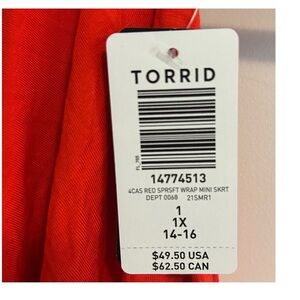 TORRID
14774513
4CAS RED SPRSFT WRAP MINI SKRT
DEPT 0068 21SMR1
1
1X
14-16
$49.50 USA
$62.50 CAN